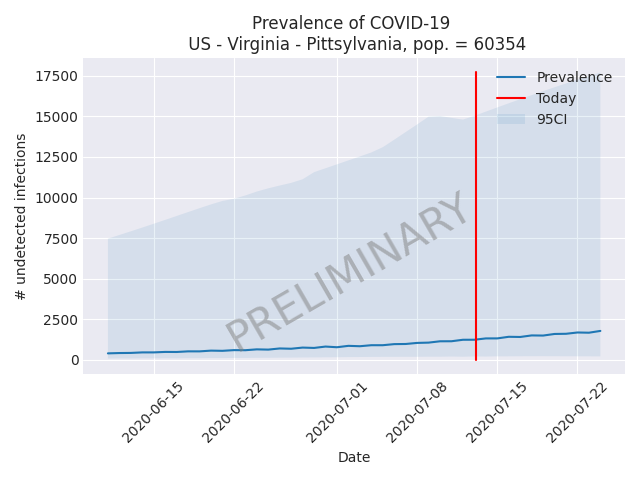 Prevalence of COVID-19
US - Virginia - Pittsylvania, pop. = 60354
17500
15000
12500
10000
7500
5000
2500
0
# undetected infections
Prevalence
Today
95CI
PRELIMINARY
2020-06-15
2020-06-22
2020-07-01
2020-07-08
2020-07-15
2020-07-22
Date